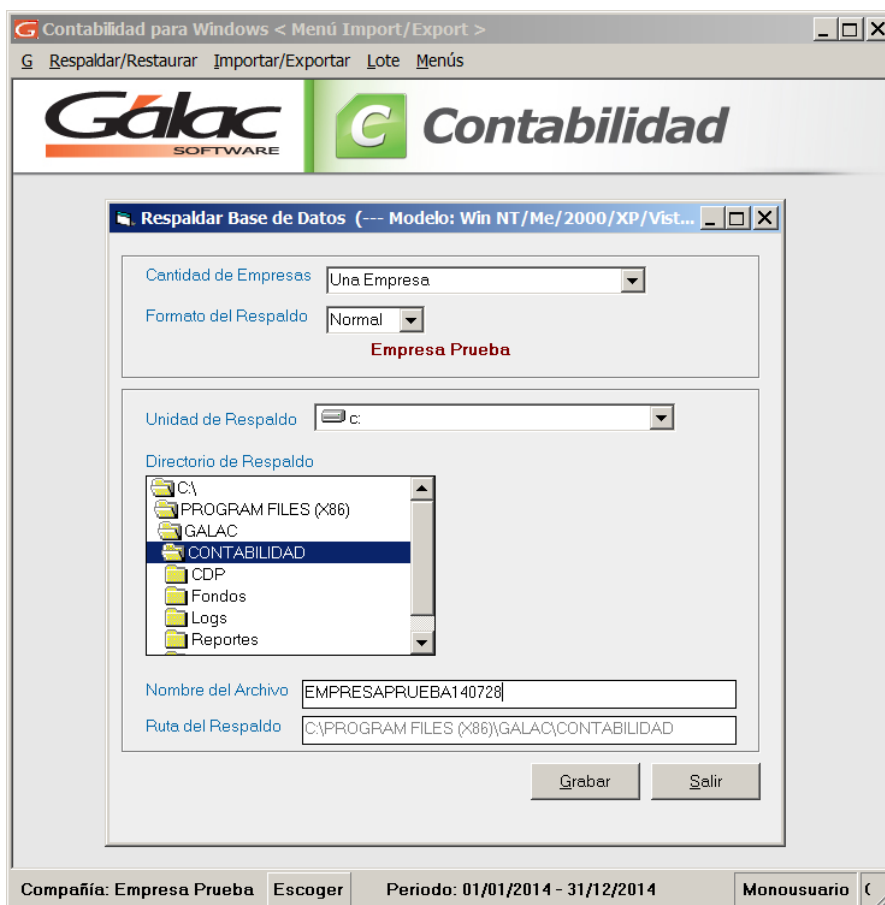 G Contabilidad para Windows < Menú Import/Export >
G Respaldar/Restaurar Importar/Exportar Lote Menús
Gálac
SOFTWARE
C Contabilidad
Respaldar Base de Datos (--- Modelo: Win NT/Me/2000/XP/Vist...
Cantidad de Empresas Una Empresa
Formato del Respaldo Normal
Empresa Prueba
Unidad de Respaldo c:
Directorio de Respaldo
C:\
PROGRAM FILES (X86)
GALAC
CONTABILIDAD
CDP
Fondos
Logs
Reportes
Nombre del Archivo EMPRESAPRUEBA140728
Ruta del Respaldo C:\PROGRAM FILES (X86)\GALAC\CONTABILIDAD
Grabar Salir
Compañía: Empresa Prueba Escoger Periodo: 01/01/2014 - 31/12/2014 Monousuario